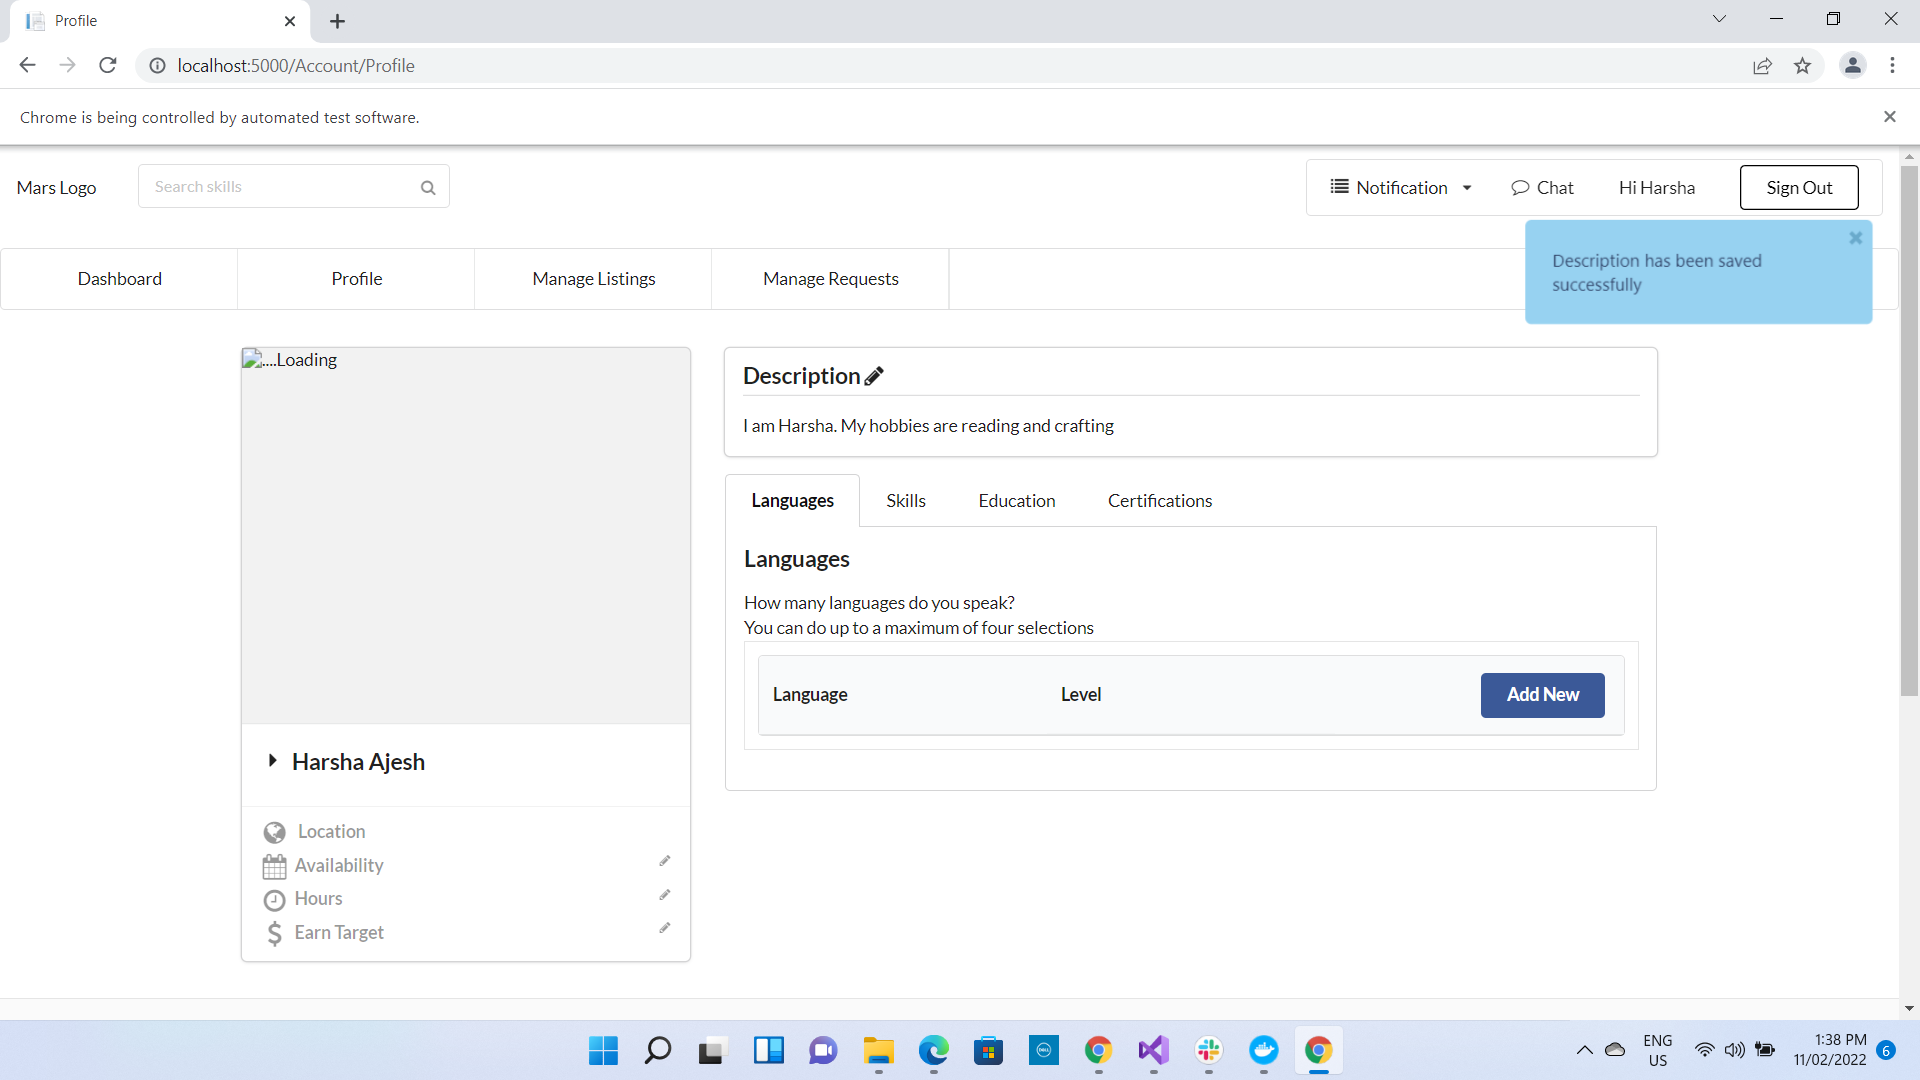 Profile
localhost:5000/Account/Profile
Chrome is being controlled by automated test software.
Mars Logo
Search skills
Notification
Chat
Hi Harsha
Sign Out
Dashboard
Profile
Manage Listings
Manage Requests
Description has been saved
successfully
....Loading
Description
I am Harsha. My hobbies are reading and crafting
Languages
Skills
Education
Certifications
Languages
How many languages do you speak?
You can do up to a maximum of four selections
Language
Level
Add New
Harsha Ajesh
Location
Availability
Hours
Earn Target
ENG
US
1:38 PM
11/02/2022
6